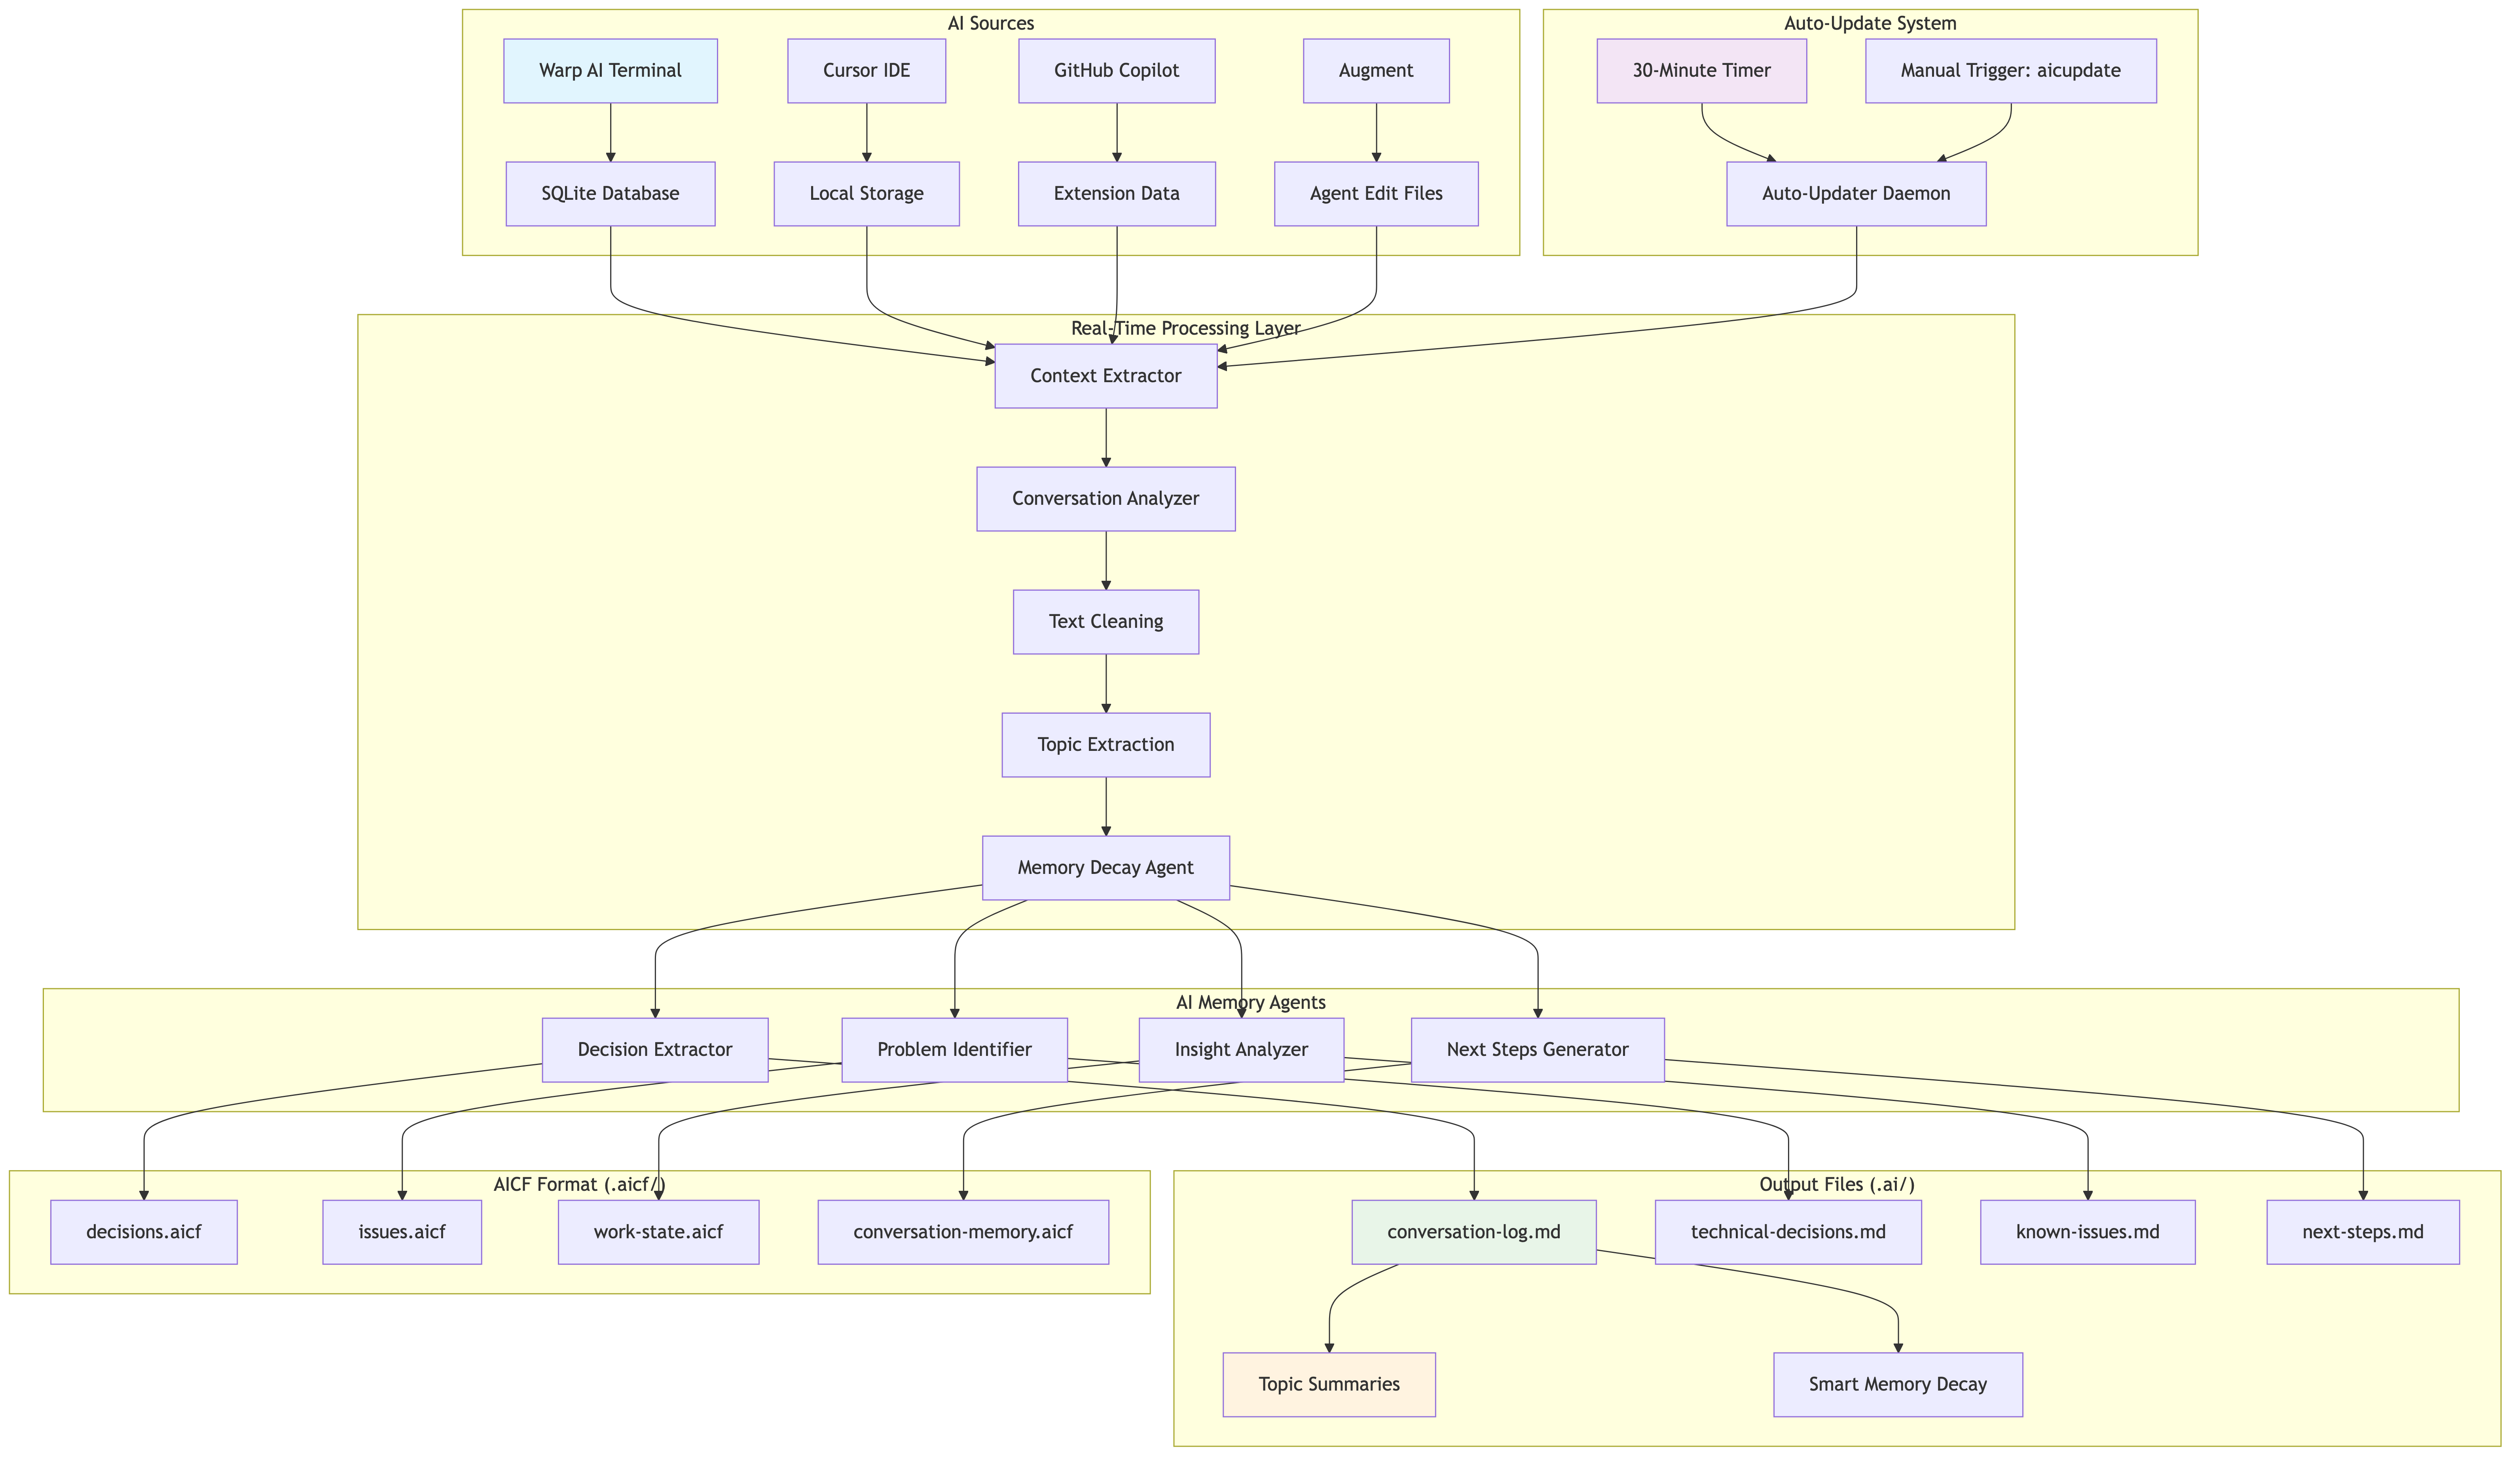 AI Sources
Auto-Update System
Warp AI Terminal
Cursor IDE
GitHub Copilot
Augment
30-Minute Timer
Manual Trigger: aicupdate
SQLite Database
Local Storage
Extension Data
Agent Edit Files
Auto-Updater Daemon
Real-Time Processing Layer
Context Extractor
Conversation Analyzer
Text Cleaning
Topic Extraction
Memory Decay Agent
AI Memory Agents
Decision Extractor
Problem Identifier
Insight Analyzer
Next Steps Generator
AICF Format (.aicf/)
Output Files (.ai/)
decisions.aicf
issues.aicf
work-state.aicf
conversation-memory.aicf
conversation-log.md
technical-decisions.md
known-issues.md
next-steps.md
Topic Summaries
Smart Memory Decay